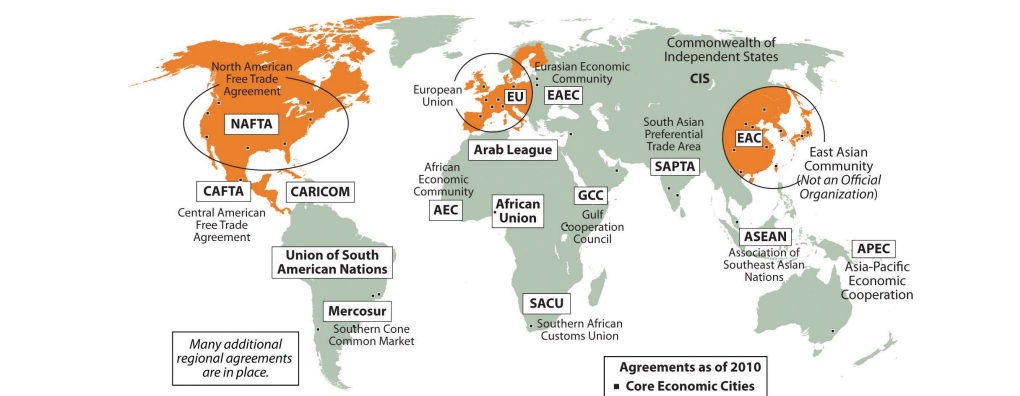 North American
Free Trade
Agreement
NAFTA
CAFTA
Central American
Free Trade
Agreement
CARICOM
Union of South
American Nations
Mercosur
Southern Cone
Common Market
Many additional
regional agreements
are in place.
European
Union
EU
Eurasian Economic
Community
EAEC
Arab League
African
Economic
Community
AEC
African
Union
GCC
Gulf
Cooperation
Council
SACU
Southern African
Customs Union
Commonwealth of
Independent States
CIS
South Asian
Preferential
Trade Area
SAPTA
EAC
East Asian
Community
(Not an Official
Organization)
ASEAN
Association of
Southeast Asian
Nations
APEC
Asia-Pacific
Economic
Cooperation
Agreements as of 2010
Core Economic Cities